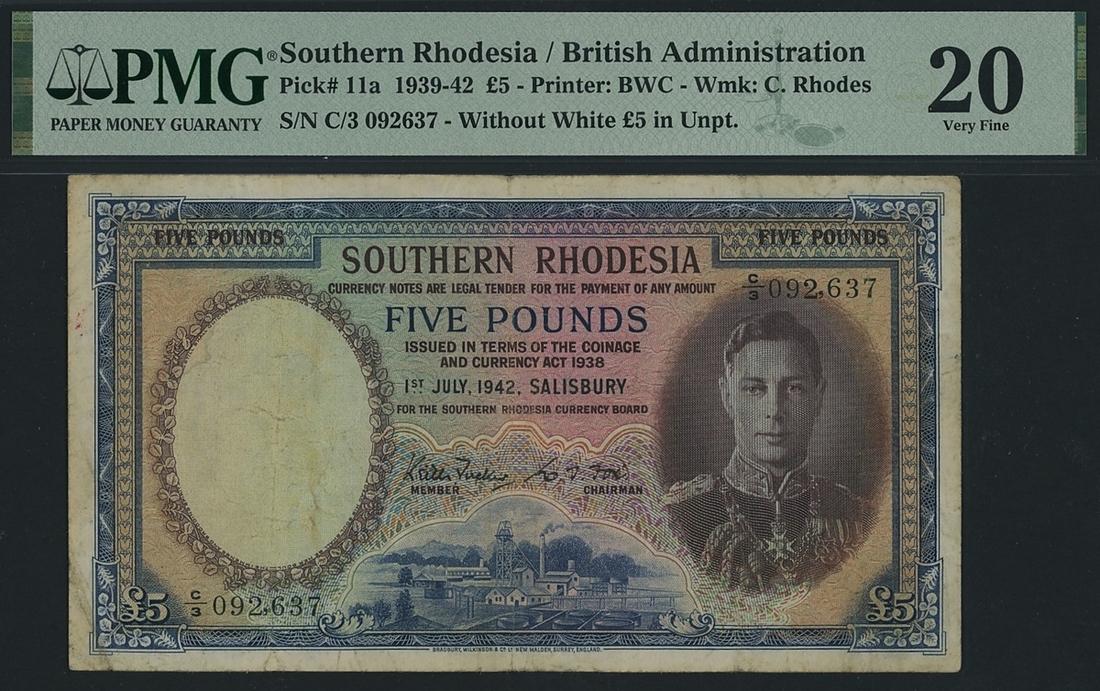 PMG®
PAPER MONEY GUARANTY
Southern Rhodesia / British Administration
Pick# 11a 1939-42 £5 - Printer: BWC - Wmk: C. Rhodes
S/N C/3 092637 - Without White £5 in Unpt.
20
Very Fine
FIVE POUNDS
FIVE POUNDS
SOUTHERN RHODESIA
CURRENCY NOTES ARE LEGAL TENDER FOR THE PAYMENT OF ANY AMOUNT
C/3 092,637
FIVE POUNDS
ISSUED IN TERMS OF THE COINAGE
AND CURRENCY ACT 1938
1ST JULY, 1942, SALISBURY
FOR THE SOUTHERN RHODESIA CURRENCY BOARD
MEMBER CHAIRMAN
£5 C/3 092,637 £5
BRADBURY, WILKINSON & Co Ld NEW MALDEN, SURREY, ENGLAND.